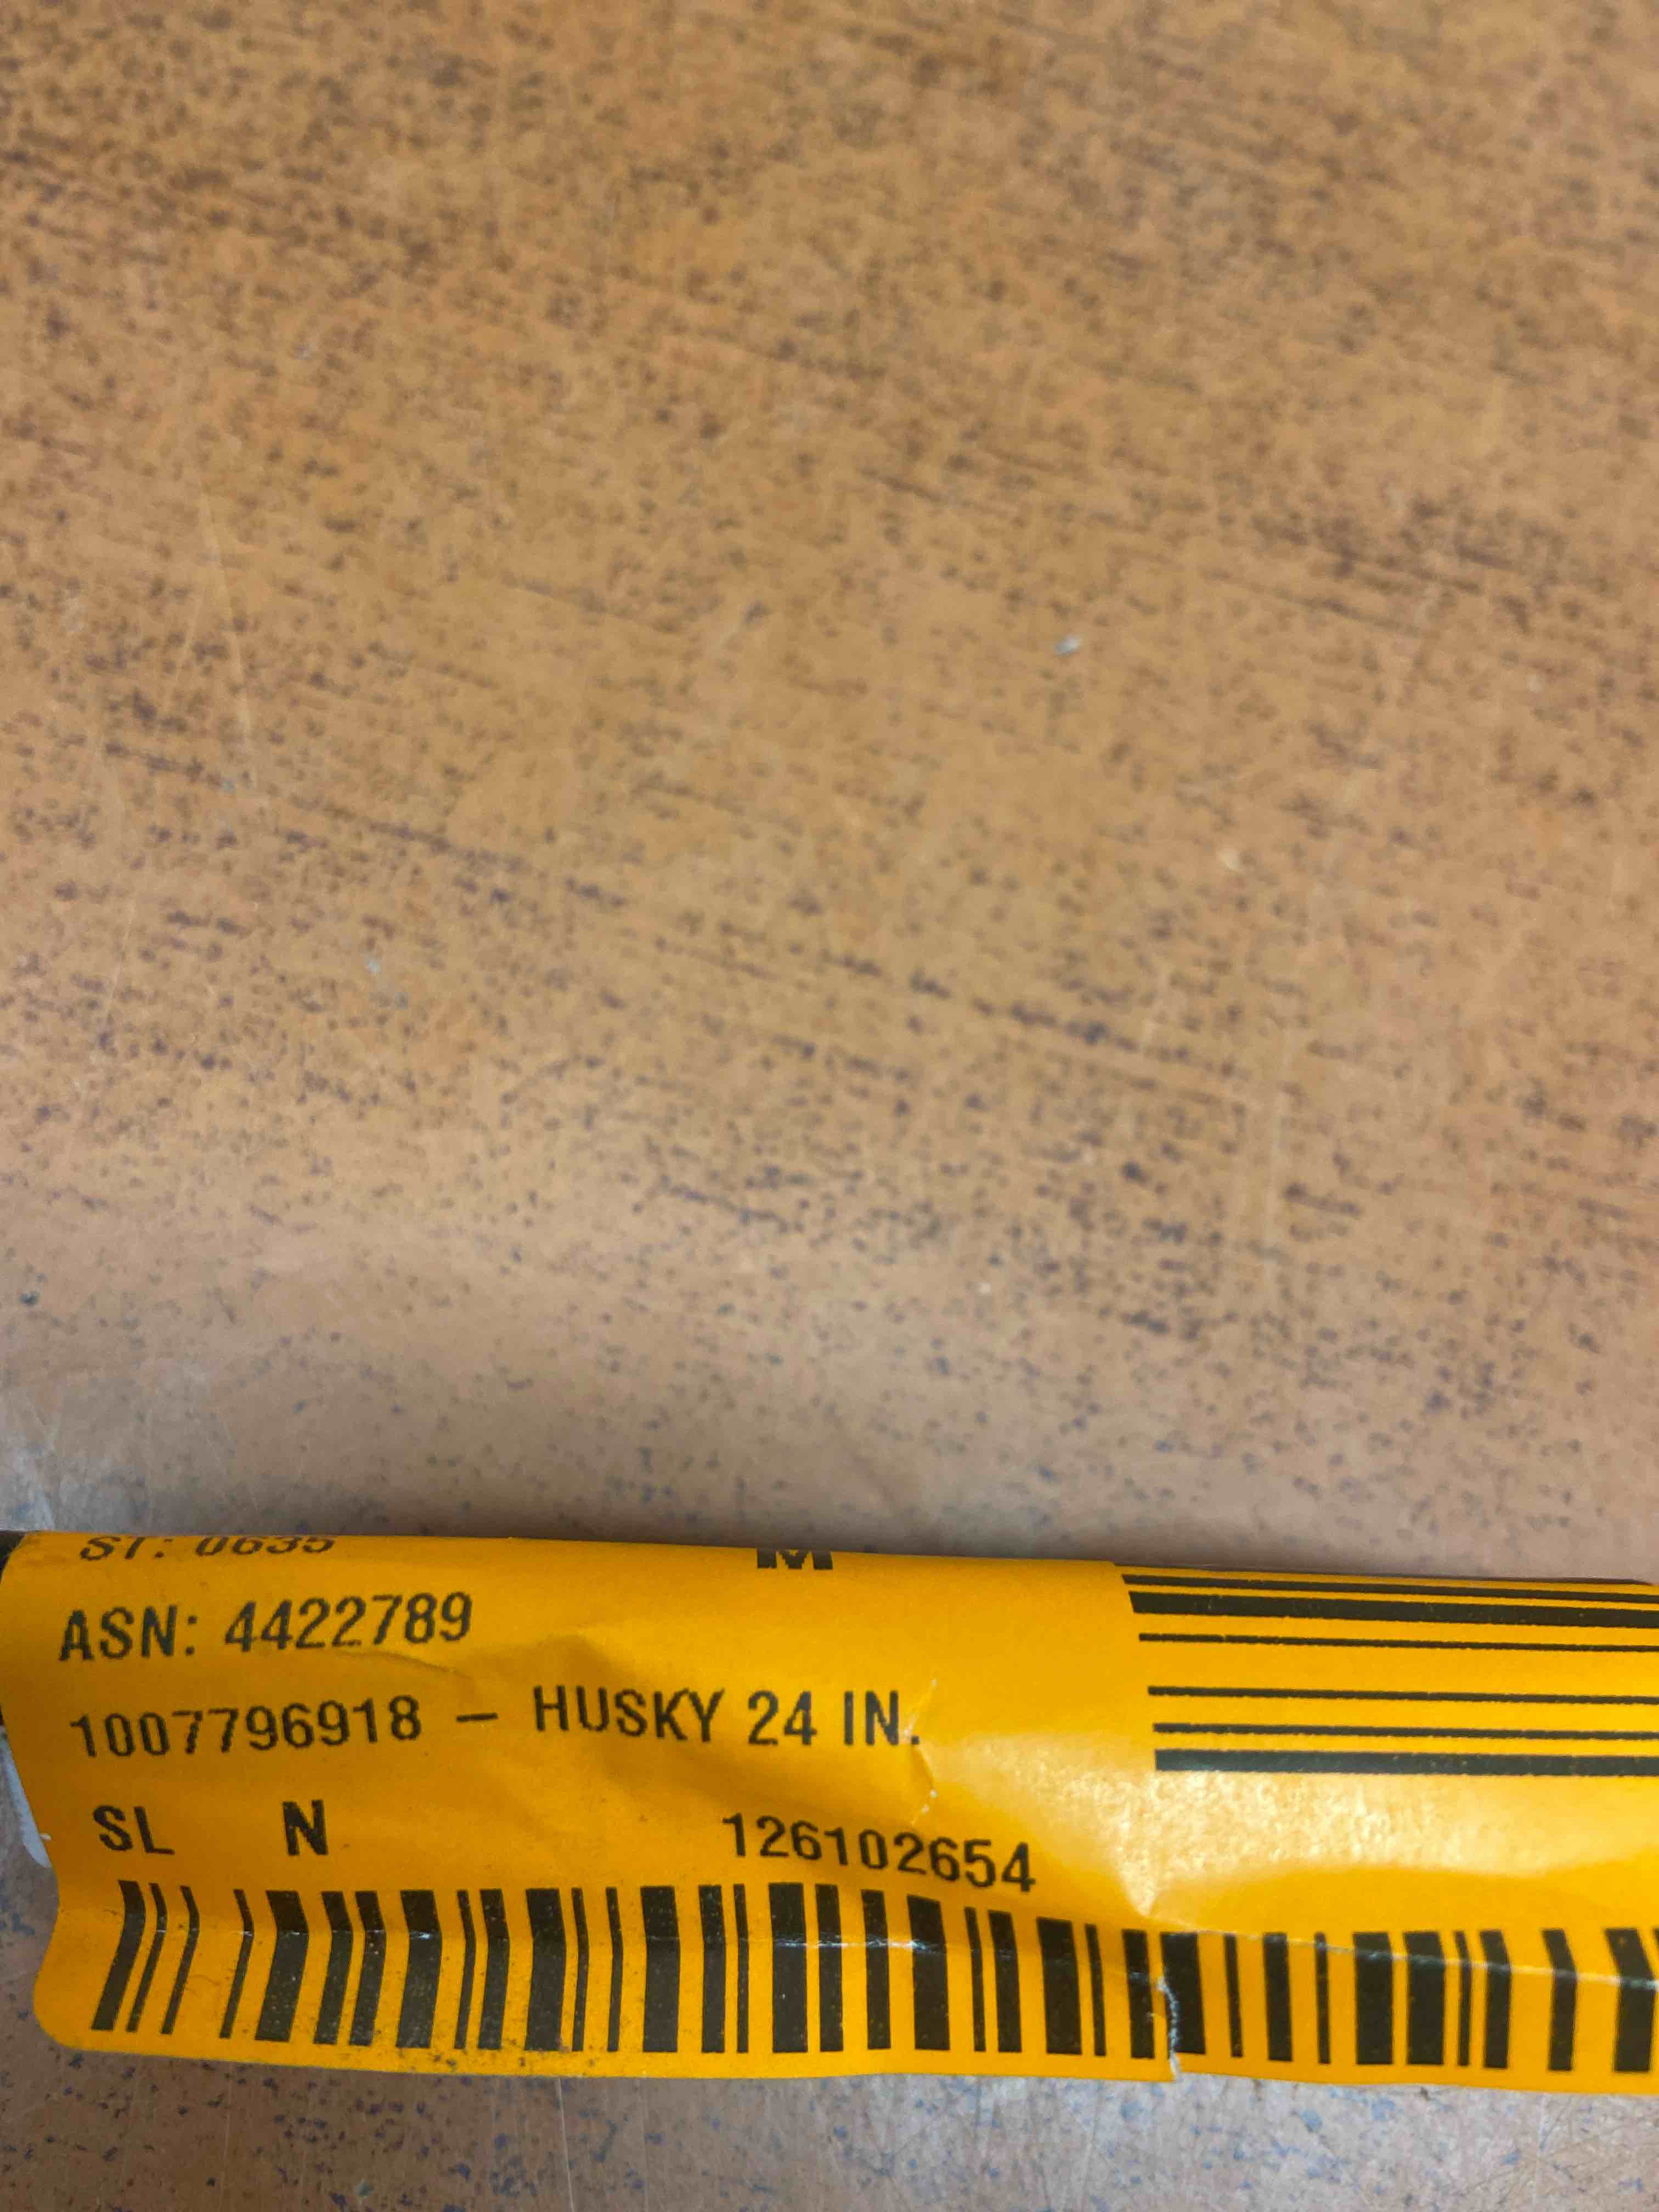 ST: 0635
M
ASN: 4422789
1007796918 – HUSKY 24 IN.
SL N 126102654